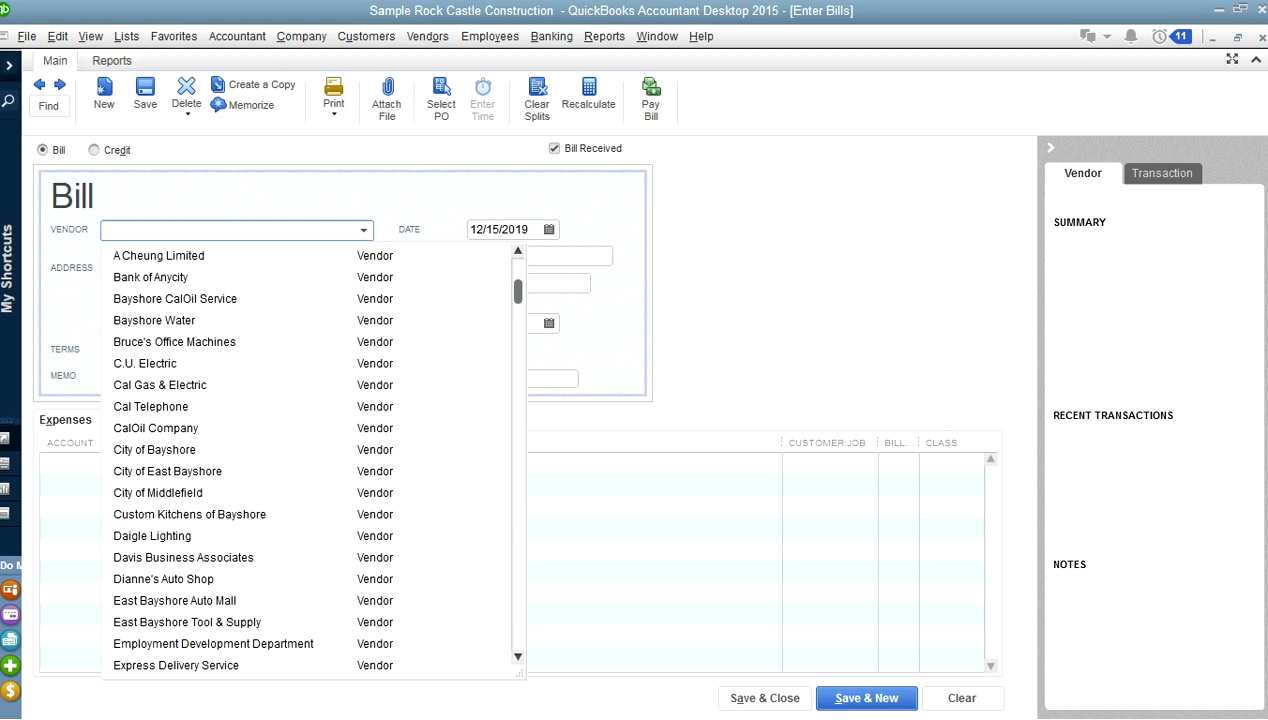 Sample Rock Castle Construction - QuickBooks Accountant Desktop 2015 - [Enter Bills]
File Edit View Lists Favorites Accountant Company Customers Vendors Employees Banking Reports Window Help 11
Main Reports
Find
New
Save
Delete
Create a Copy
Memorize
Print
Attach File
Select PO
Enter Time
Clear Splits
Recalculate
Pay Bill
My Shortcuts
Bill Credit Bill Received
Bill
VENDOR DATE 12/15/2019
ADDRESS
TERMS
MEMO
A Cheung Limited Vendor
Bank of Anycity Vendor
Bayshore CalOil Service Vendor
Bayshore Water Vendor
Bruce's Office Machines Vendor
C.U. Electric Vendor
Cal Gas & Electric Vendor
Cal Telephone Vendor
CalOil Company Vendor
City of Bayshore Vendor
City of East Bayshore Vendor
City of Middlefield Vendor
Custom Kitchens of Bayshore Vendor
Daigle Lighting Vendor
Davis Business Associates Vendor
Dianne's Auto Shop Vendor
East Bayshore Auto Mall Vendor
East Bayshore Tool & Supply Vendor
Employment Development Department Vendor
Express Delivery Service Vendor
Expenses
ACCOUNT CUSTOMER:JOB BILL... CLASS
Do M
Save & Close Save & New Clear
Vendor Transaction
SUMMARY
RECENT TRANSACTIONS
NOTES